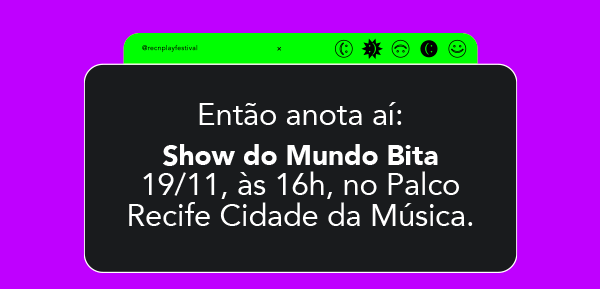 @recnplayfestival ×
Então anota aí:
Show do Mundo Bita
19/11, às 16h, no Palco
Recife Cidade da Música.